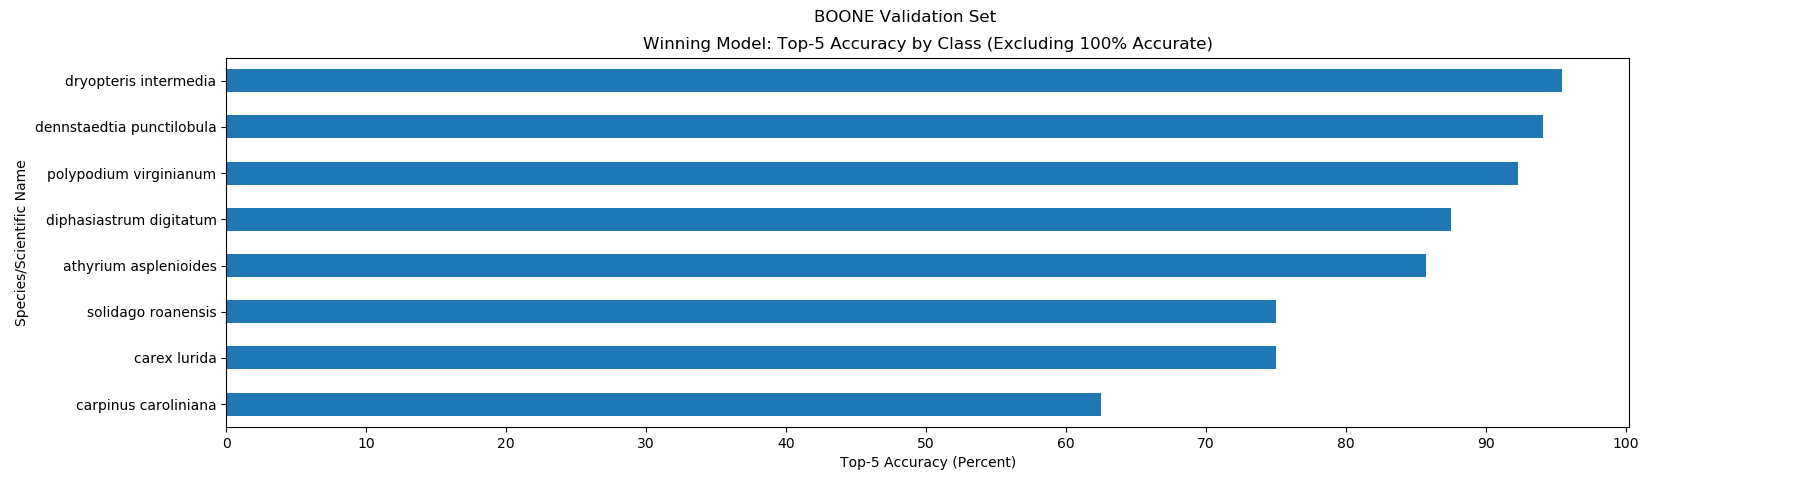 BOONE Validation Set
Winning Model: Top-5 Accuracy by Class (Excluding 100% Accurate)
Species/Scientific Name
dryopteris intermedia
dennstaedtia punctilobula
polypodium virginianum
diphasiastrum digitatum
athyrium asplenioides
solidago roanensis
carex lurida
carpinus caroliniana
0 10 20 30 40 50 60 70 80 90 100
Top-5 Accuracy (Percent)